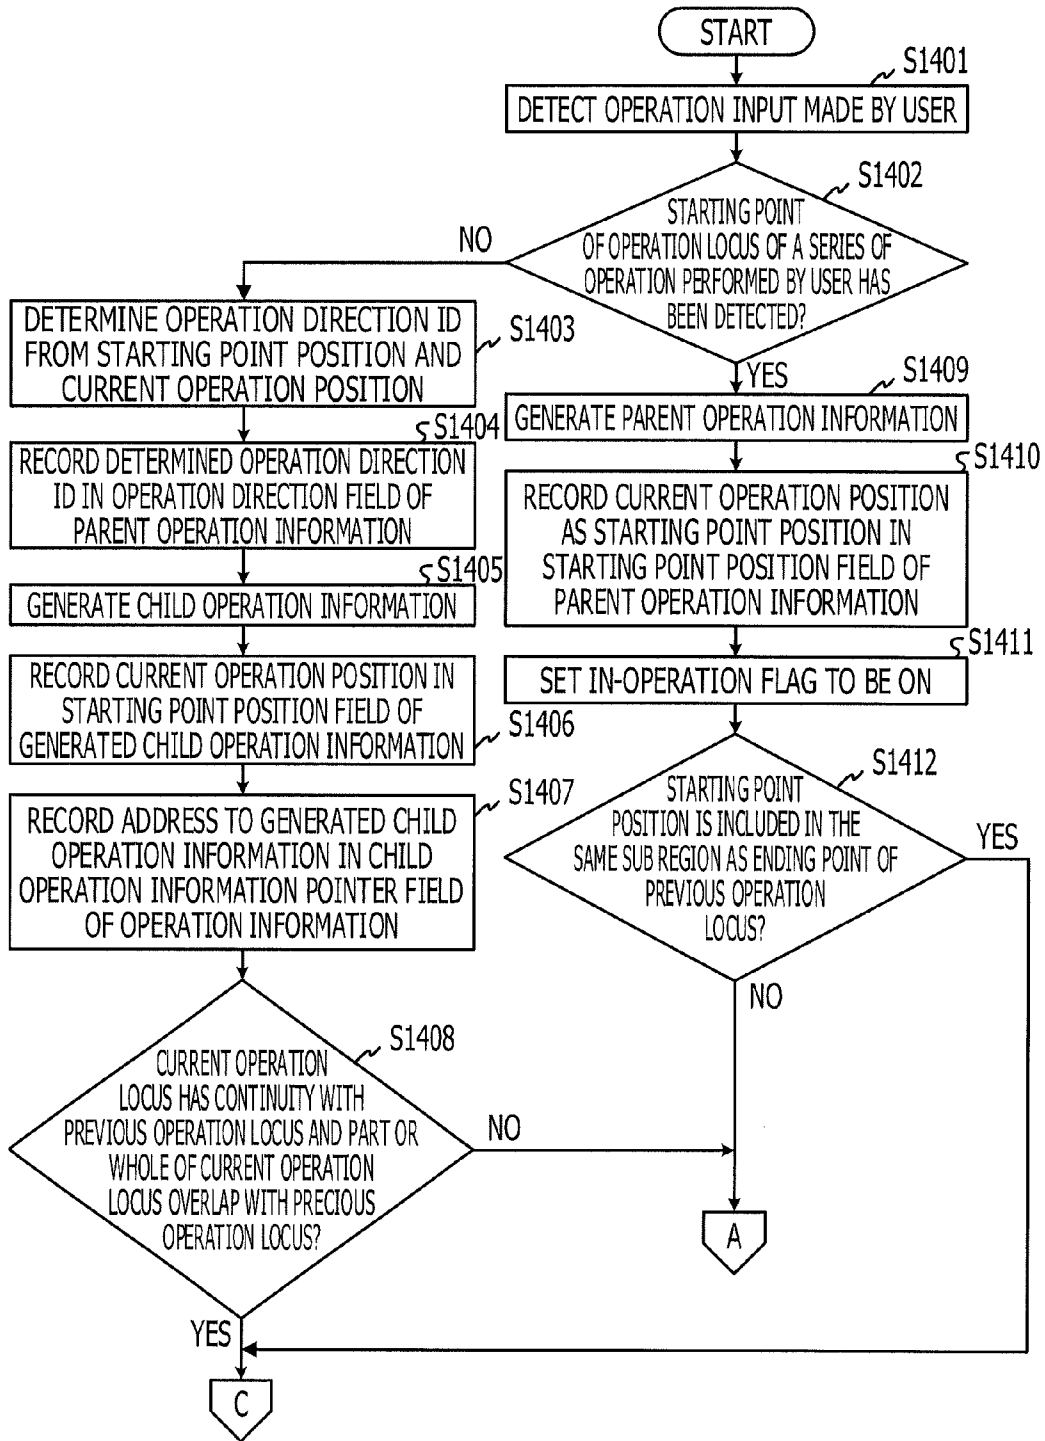 START
S1401
DETECT OPERATION INPUT MADE BY USER
S1402
STARTING POINT
OF OPERATION LOCUS OF A SERIES OF
OPERATION PERFORMED BY USER HAS
BEEN DETECTED?
NO
YES
DETERMINE OPERATION DIRECTION ID
FROM STARTING POINT POSITION AND
CURRENT OPERATION POSITION
S1403
S1404
RECORD DETERMINED OPERATION DIRECTION
ID IN OPERATION DIRECTION FIELD OF
PARENT OPERATION INFORMATION
S1405
GENERATE CHILD OPERATION INFORMATION
RECORD CURRENT OPERATION POSITION IN
STARTING POINT POSITION FIELD OF
GENERATED CHILD OPERATION INFORMATION
S1406
S1407
RECORD ADDRESS TO GENERATED CHILD
OPERATION INFORMATION IN CHILD
OPERATION INFORMATION POINTER FIELD
OF OPERATION INFORMATION
S1408
CURRENT OPERATION
LOCUS HAS CONTINUITY WITH
PREVIOUS OPERATION LOCUS AND PART OR
WHOLE OF CURRENT OPERATION
LOCUS OVERLAP WITH PRECIOUS
OPERATION LOCUS?
NO
YES
S1409
GENERATE PARENT OPERATION INFORMATION
S1410
RECORD CURRENT OPERATION POSITION
AS STARTING POINT POSITION IN
STARTING POINT POSITION FIELD OF
PARENT OPERATION INFORMATION
S1411
SET IN-OPERATION FLAG TO BE ON
S1412
STARTING POINT
POSITION IS INCLUDED IN THE
SAME SUB REGION AS ENDING POINT OF
PREVIOUS OPERATION
LOCUS?
YES
NO
A
C